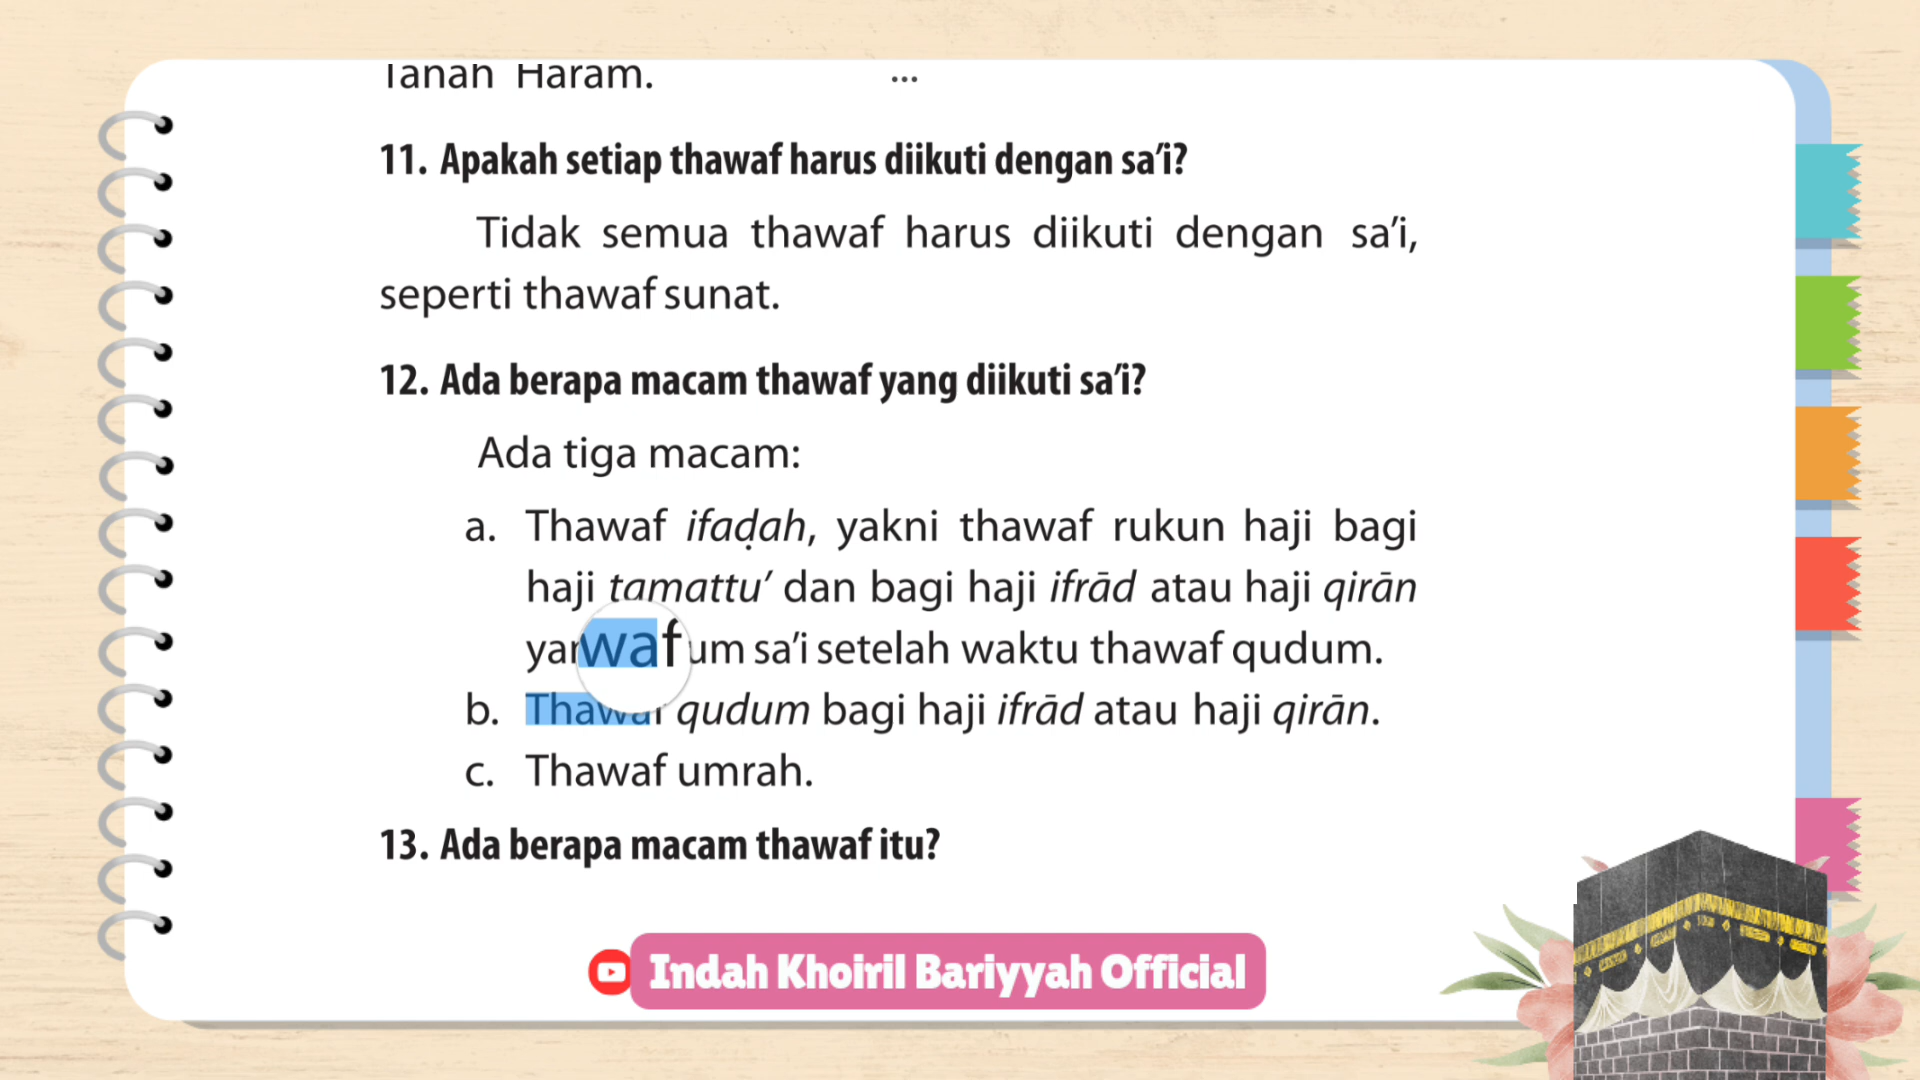 Tanah Haram.
...
11. Apakah setiap thawaf harus diikuti dengan sa’i?
Tidak semua thawaf harus diikuti dengan sa’i,
seperti thawaf sunat.
12. Ada berapa macam thawaf yang diikuti sa’i?
Ada tiga macam:
a. Thawaf ifaḍah, yakni thawaf rukun haji bagi
haji tamattu’ dan bagi haji ifrād atau haji qirān
waf sa’i setelah waktu thawaf qudum.
b. Thawaf qudum bagi haji ifrād atau haji qirān.
c. Thawaf umrah.
13. Ada berapa macam thawaf itu?
Indah Khoiril Bariyyah Official